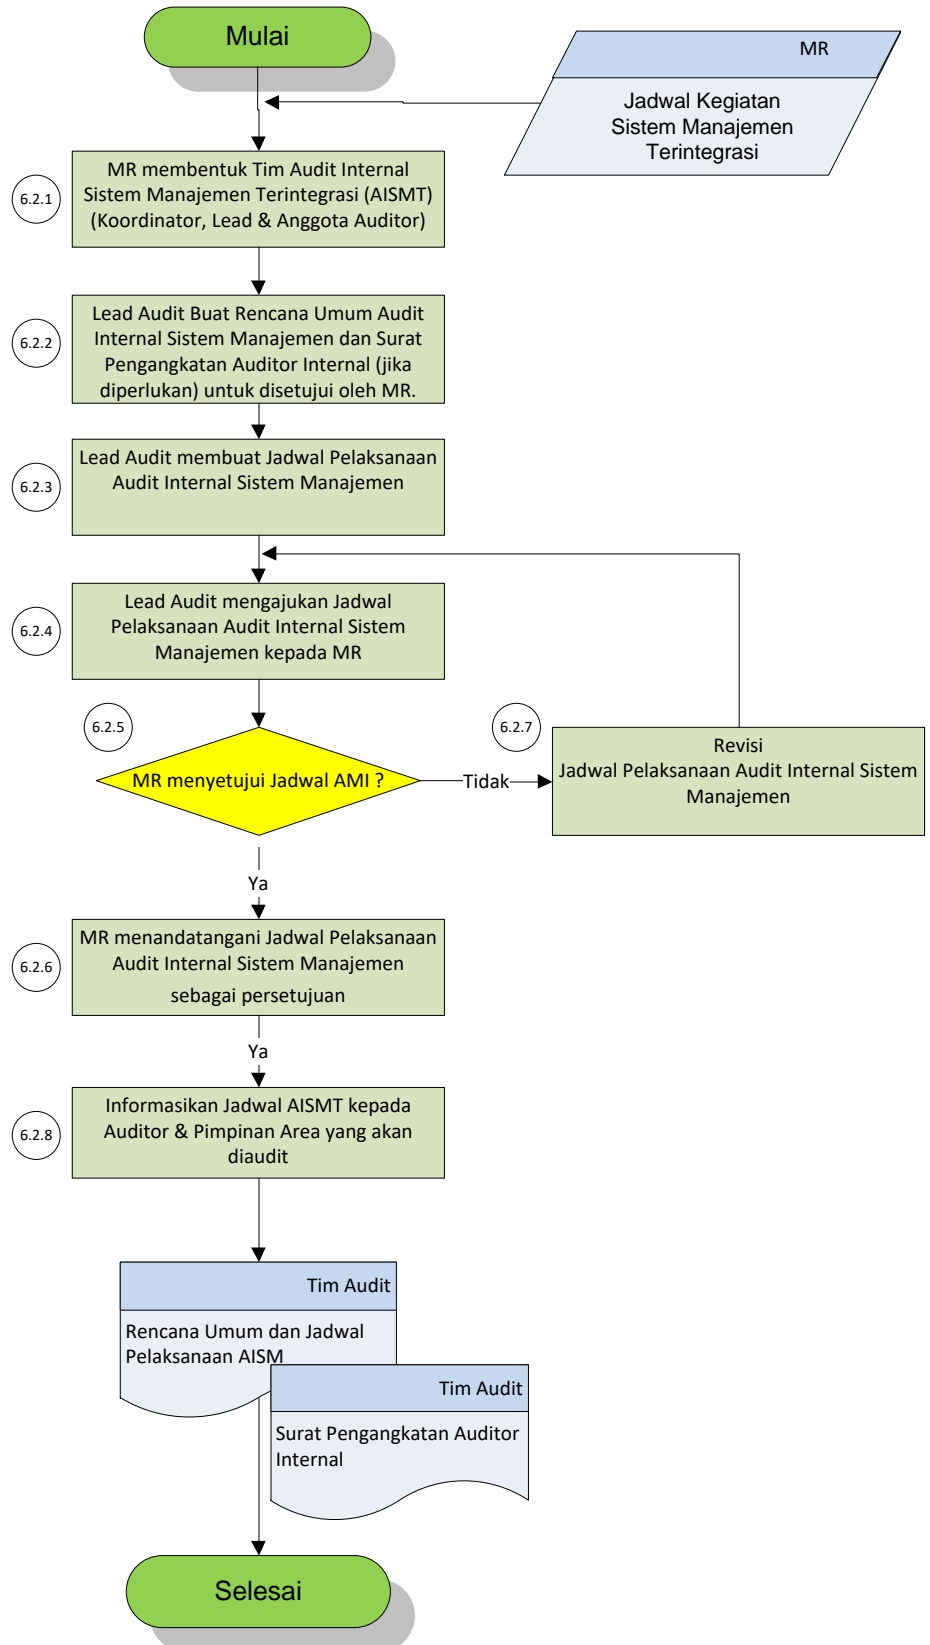 Mulai
MR
Jadwal Kegiatan
Sistem Manajemen
Terintegrasi
6.2.1
MR membentuk Tim Audit Internal
Sistem Manajemen Terintegrasi (AISMT)
(Koordinator, Lead & Anggota Auditor)
6.2.2
Lead Audit Buat Rencana Umum Audit
Internal Sistem Manajemen dan Surat
Pengangkatan Auditor Internal (jika
diperlukan) untuk disetujui oleh MR.
6.2.3
Lead Audit membuat Jadwal Pelaksanaan
Audit Internal Sistem Manajemen
6.2.4
Lead Audit mengajukan Jadwal
Pelaksanaan Audit Internal Sistem
Manajemen kepada MR
6.2.5
MR menyetujui Jadwal AMI ?
Tidak
6.2.7
Revisi
Jadwal Pelaksanaan Audit Internal Sistem
Manajemen
Ya
6.2.6
MR menandatangani Jadwal Pelaksanaan
Audit Internal Sistem Manajemen
sebagai persetujuan
Ya
6.2.8
Informasikan Jadwal AISMT kepada
Auditor & Pimpinan Area yang akan
diaudit
Tim Audit
Rencana Umum dan Jadwal
Pelaksanaan AISM
Tim Audit
Surat Pengangkatan Auditor
Internal
Selesai